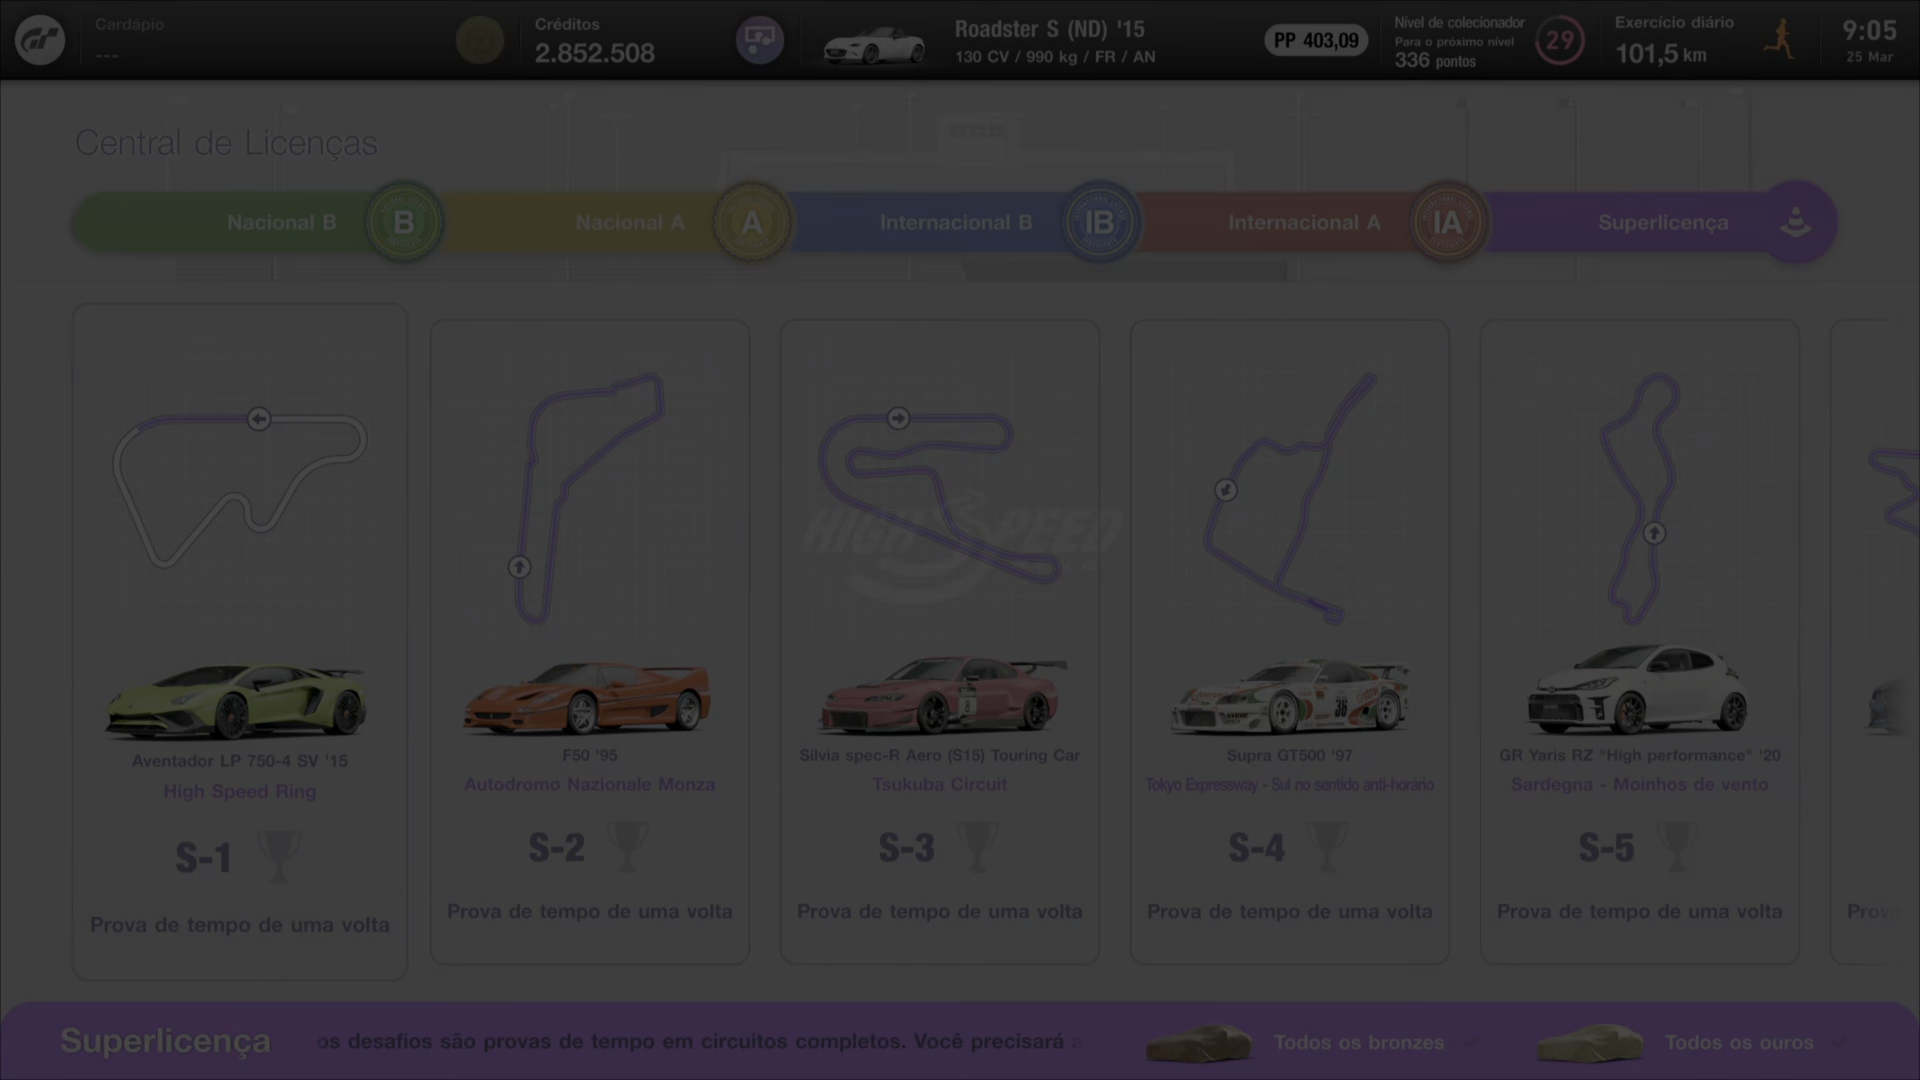 Cardápio
---
Créditos
2.852.508
Roadster S (ND) '15
130 CV / 990 kg / FR / AN
PP 403,09
Nível de colecionador
Para o próximo nível
336 pontos
29
Exercício diário
101,5 km
9:05
25 Mar
Central de Licenças
Nacional B
B
Nacional A
A
Internacional B
IB
Internacional A
IA
Superlicença
HIGH SPEED
Aventador LP 750-4 SV '15
High Speed Ring
S-1
Prova de tempo de uma volta
F50 '95
Autodromo Nazionale Monza
S-2
Prova de tempo de uma volta
Silvia spec-R Aero (S15) Touring Car
Tsukuba Circuit
S-3
Prova de tempo de uma volta
Supra GT500 '97
Tokyo Expressway - Sul no sentido anti-horário
S-4
Prova de tempo de uma volta
GR Yaris RZ "High performance" '20
Sardegna - Moinhos de vento
S-5
Prova de tempo de uma volta
Superlicença
os desafios são provas de tempo em circuitos completos. Você precisará
Todos os bronzes
Todos os ouros